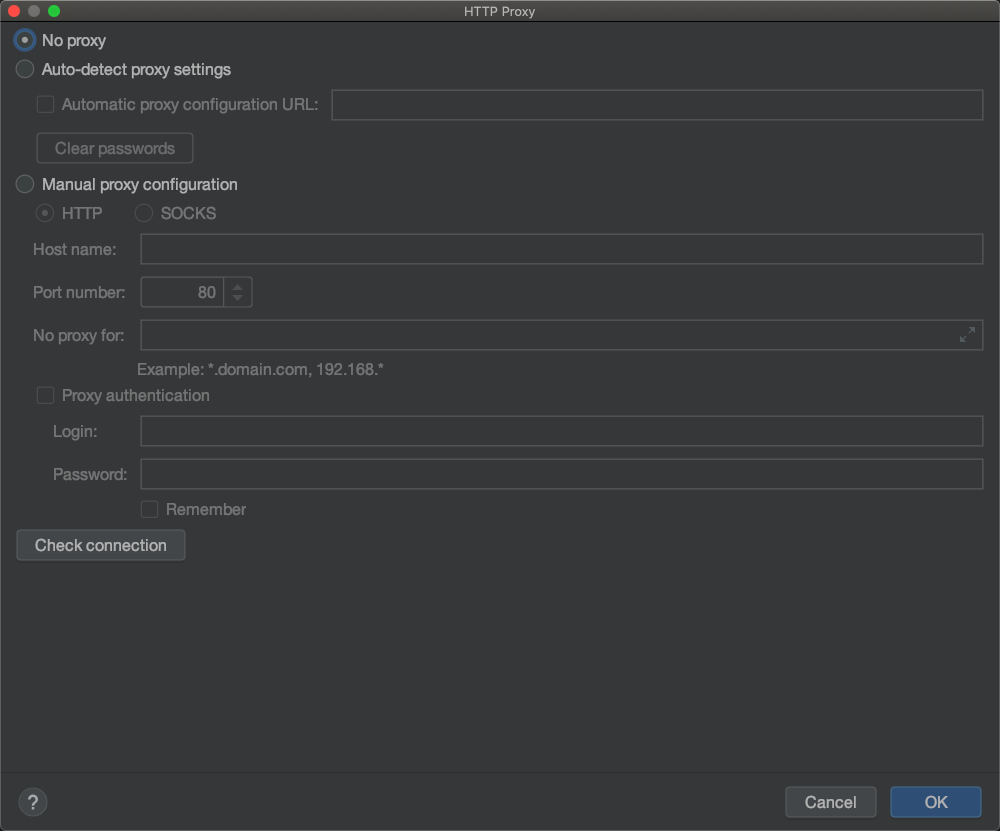 HTTP Proxy
No proxy
Auto-detect proxy settings
Automatic proxy configuration URL:
Clear passwords
Manual proxy configuration
HTTP SOCKS
Host name:
Port number: 80
No proxy for:
Example: *.domain.com, 192.168.*
Proxy authentication
Login:
Password:
Remember
Check connection
? Cancel OK